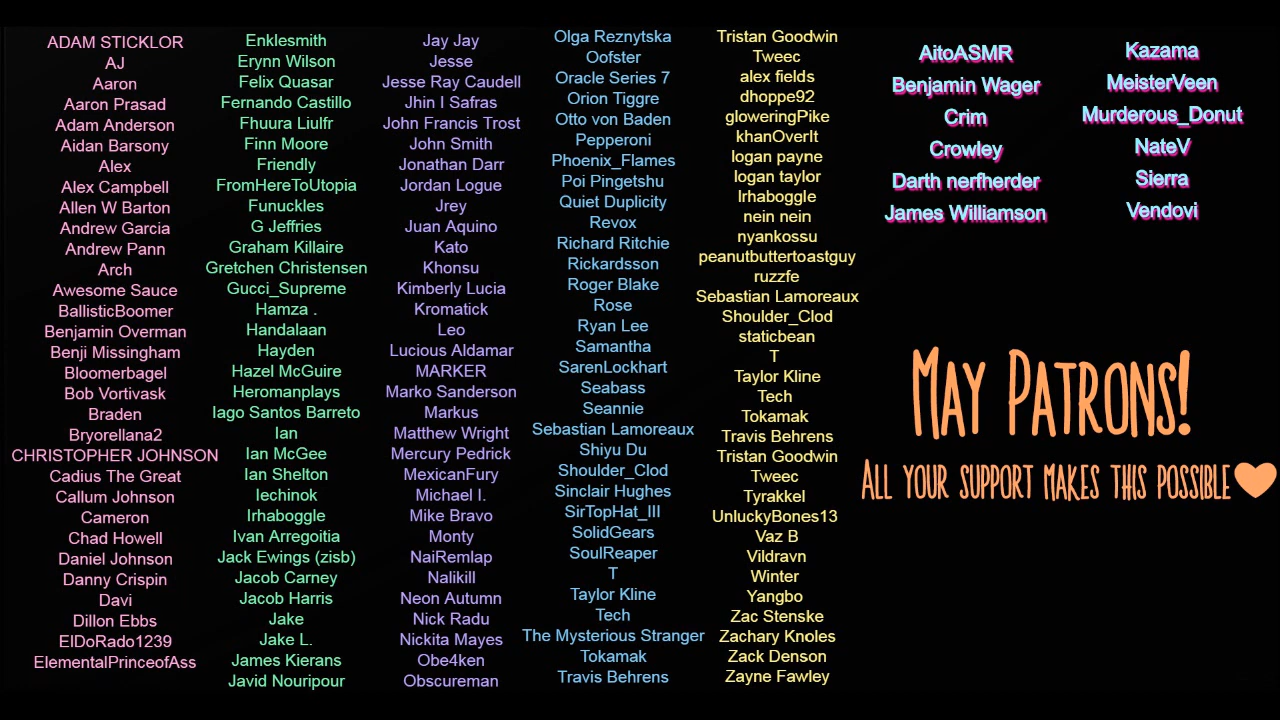 ADAM STICKLOR
AJ
Aaron
Aaron Prasad
Adam Anderson
Aidan Barsony
Alex
Alex Campbell
Allen W Barton
Andrew Garcia
Andrew Pann
Arch
Awesome Sauce
BallisticBoomer
Benjamin Overman
Benji Missingham
Bloomerbagel
Bob Vortivask
Braden
Bryorellana2
CHRISTOPHER JOHNSON
Cadius The Great
Callum Johnson
Cameron
Chad Howell
Daniel Johnson
Danny Crispin
Davi
Dillon Ebbs
ElDoRado1239
ElementalPrinceofAss
Enklesmith
Erynn Wilson
Felix Quasar
Fernando Castillo
Fhuura Liulfr
Finn Moore
Friendly
FromHereToUtopia
Funuckles
G Jeffries
Graham Killaire
Gretchen Christensen
Gucci_Supreme
Hamza .
Handalaan
Hayden
Hazel McGuire
Heromanplays
Iago Santos Barreto
Ian
Ian McGee
Ian Shelton
Iechinok
Irhaboggle
Ivan Arregoitia
Jack Ewings (zisb)
Jacob Carney
Jacob Harris
Jake
Jake L.
James Kierans
Javid Nouripour
Jay Jay
Jesse
Jesse Ray Caudell
Jhin I Safras
John Francis Trost
John Smith
Jonathan Darr
Jordan Logue
Jrey
Juan Aquino
Kato
Khonsu
Kimberly Lucia
Kromatick
Leo
Lucious Aldamar
MARKER
Marko Sanderson
Markus
Matthew Wright
Mercury Pedrick
MexicanFury
Michael I.
Mike Bravo
Monty
NaiRemlap
Nalikill
Neon Autumn
Nick Radu
Nickita Mayes
Obe4ken
Obscureman
Olga Reznytska
Oofster
Oracle Series 7
Orion Tiggre
Otto von Baden
Pepperoni
Phoenix_Flames
Poi Pingetshu
Quiet Duplicity
Revox
Richard Ritchie
Rickardsson
Roger Blake
Rose
Ryan Lee
Samantha
SarenLockhart
Seabass
Seannie
Sebastian Lamoreaux
Shiyu Du
Shoulder_Clod
Sinclair Hughes
SirTopHat_III
SolidGears
SoulReaper
T
Taylor Kline
Tech
The Mysterious Stranger
Tokamak
Travis Behrens
Tristan Goodwin
Tweec
alex fields
dhoppe92
gloweringPike
khanOverIt
logan payne
logan taylor
lrhaboggle
nein nein
nyankossu
peanutbuttertoastguy
ruzzfe
Sebastian Lamoreaux
Shoulder_Clod
staticbean
T
Taylor Kline
Tech
Tokamak
Travis Behrens
Tristan Goodwin
Tweec
Tyrakkel
UnluckyBones13
Vaz B
Vildravn
Winter
Yangbo
Zac Stenske
Zachary Knoles
Zack Denson
Zayne Fawley
AitoASMR
Benjamin Wager
Crim
Crowley
Darth nerfherder
James Williamson
Kazama
MeisterVeen
Murderous_Donut
NateV
Sierra
Vendovi
MAY PATRONS!
ALL YOUR SUPPORT MAKES THIS POSSIBLE🧡